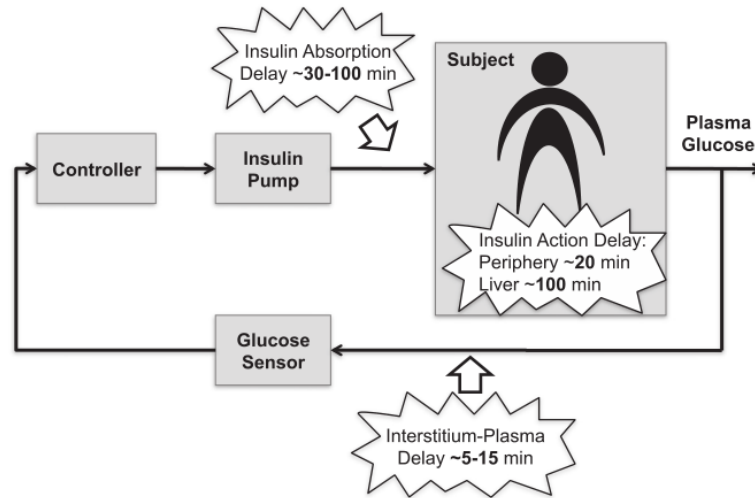 Insulin Absorption
Delay ~30-100 min
Subject
Plasma
Glucose
Controller
Insulin
Pump
Insulin Action Delay:
Periphery ~20 min
Liver ~100 min
Glucose
Sensor
Interstitium-Plasma
Delay ~5-15 min